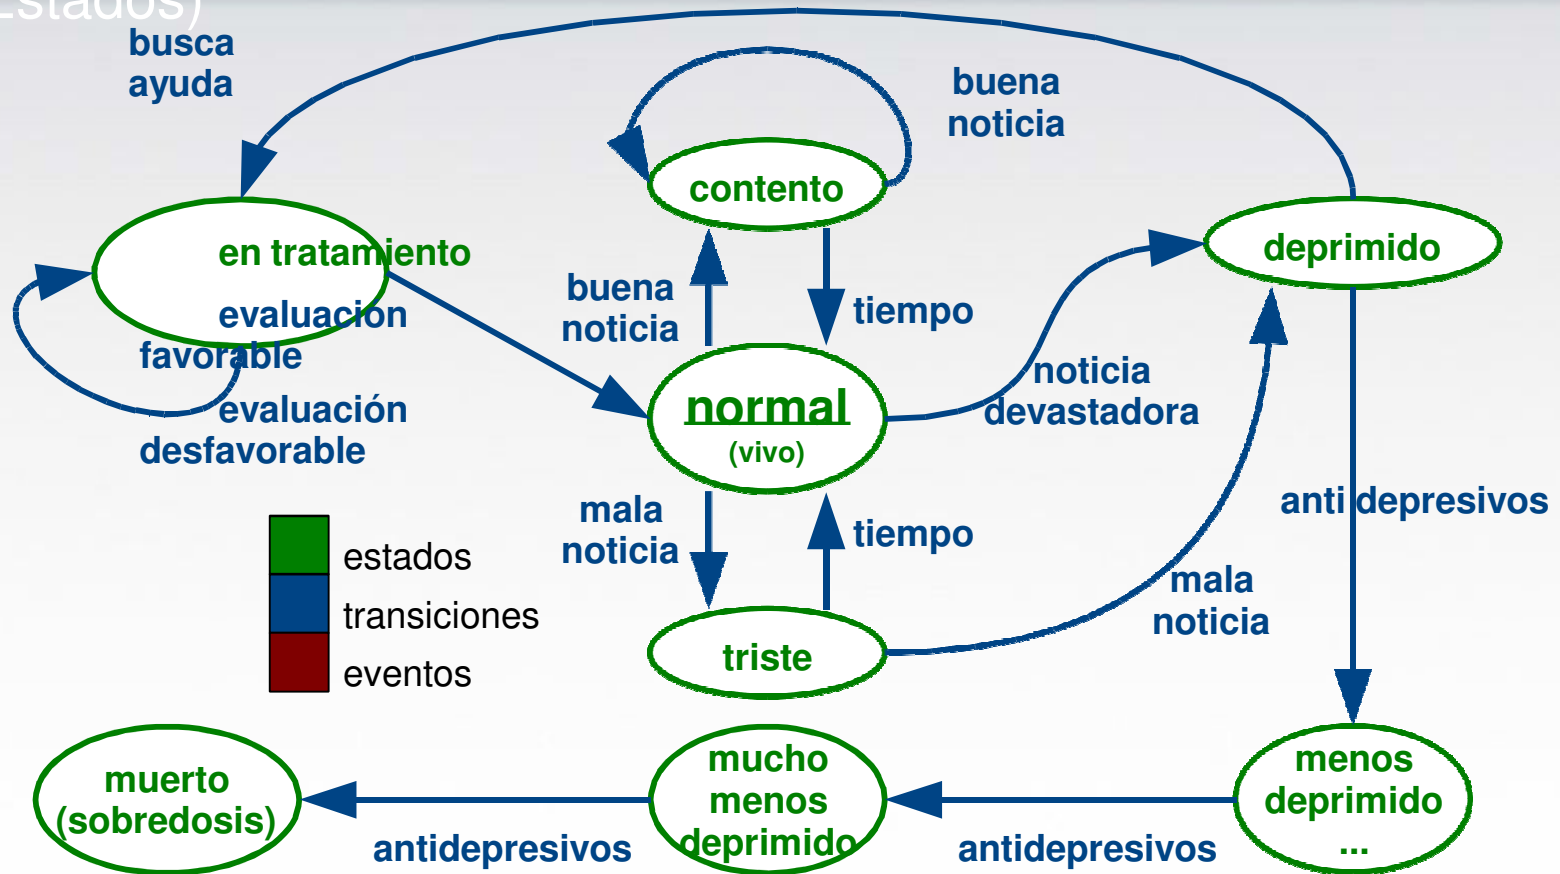 Estados)
busca
ayuda
buena
noticia
contento
en tratamiento
deprimido
buena
noticia
tiempo
evaluación
favorable
evaluación
desfavorable
normal
(vivo)
noticia
devastadora
mala
noticia
tiempo
anti depresivos
estados
transiciones
eventos
mala
noticia
triste
muerto
(sobredosis)
antidepresivos
mucho
menos
deprimido
antidepresivos
menos
deprimido
...